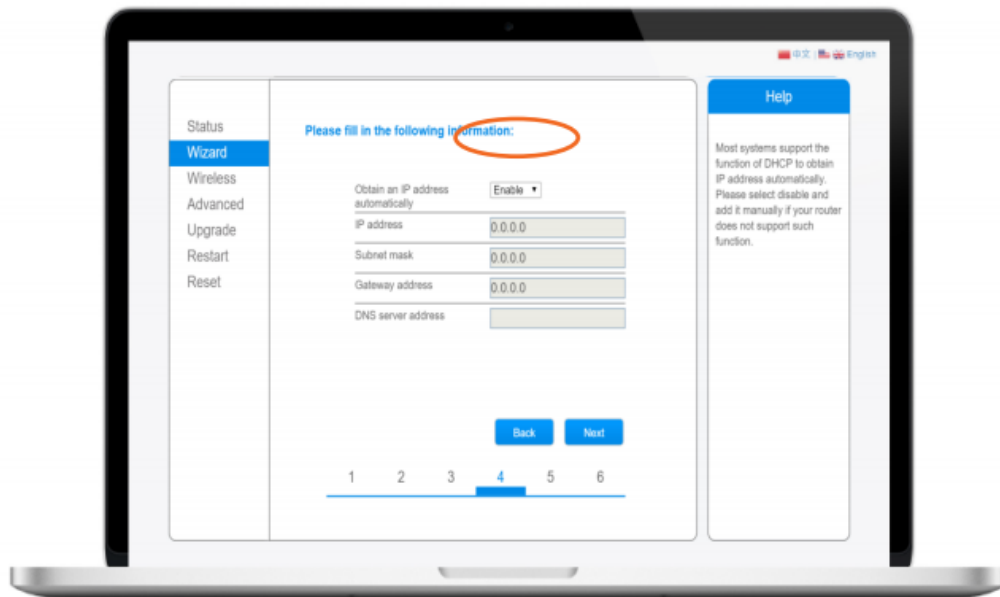 中文 | English
Help
Status
Wizard
Wireless
Advanced
Upgrade
Restart
Reset
Please fill in the following information:
Obtain an IP address
automatically
Enable
IP address
0.0.0.0
Subnet mask
0.0.0.0
Gateway address
0.0.0.0
DNS server address
Back
Next
1 2 3 4 5 6
Most systems support the
function of DHCP to obtain
IP address automatically.
Please select disable and
add it manually if your router
does not support such
function.